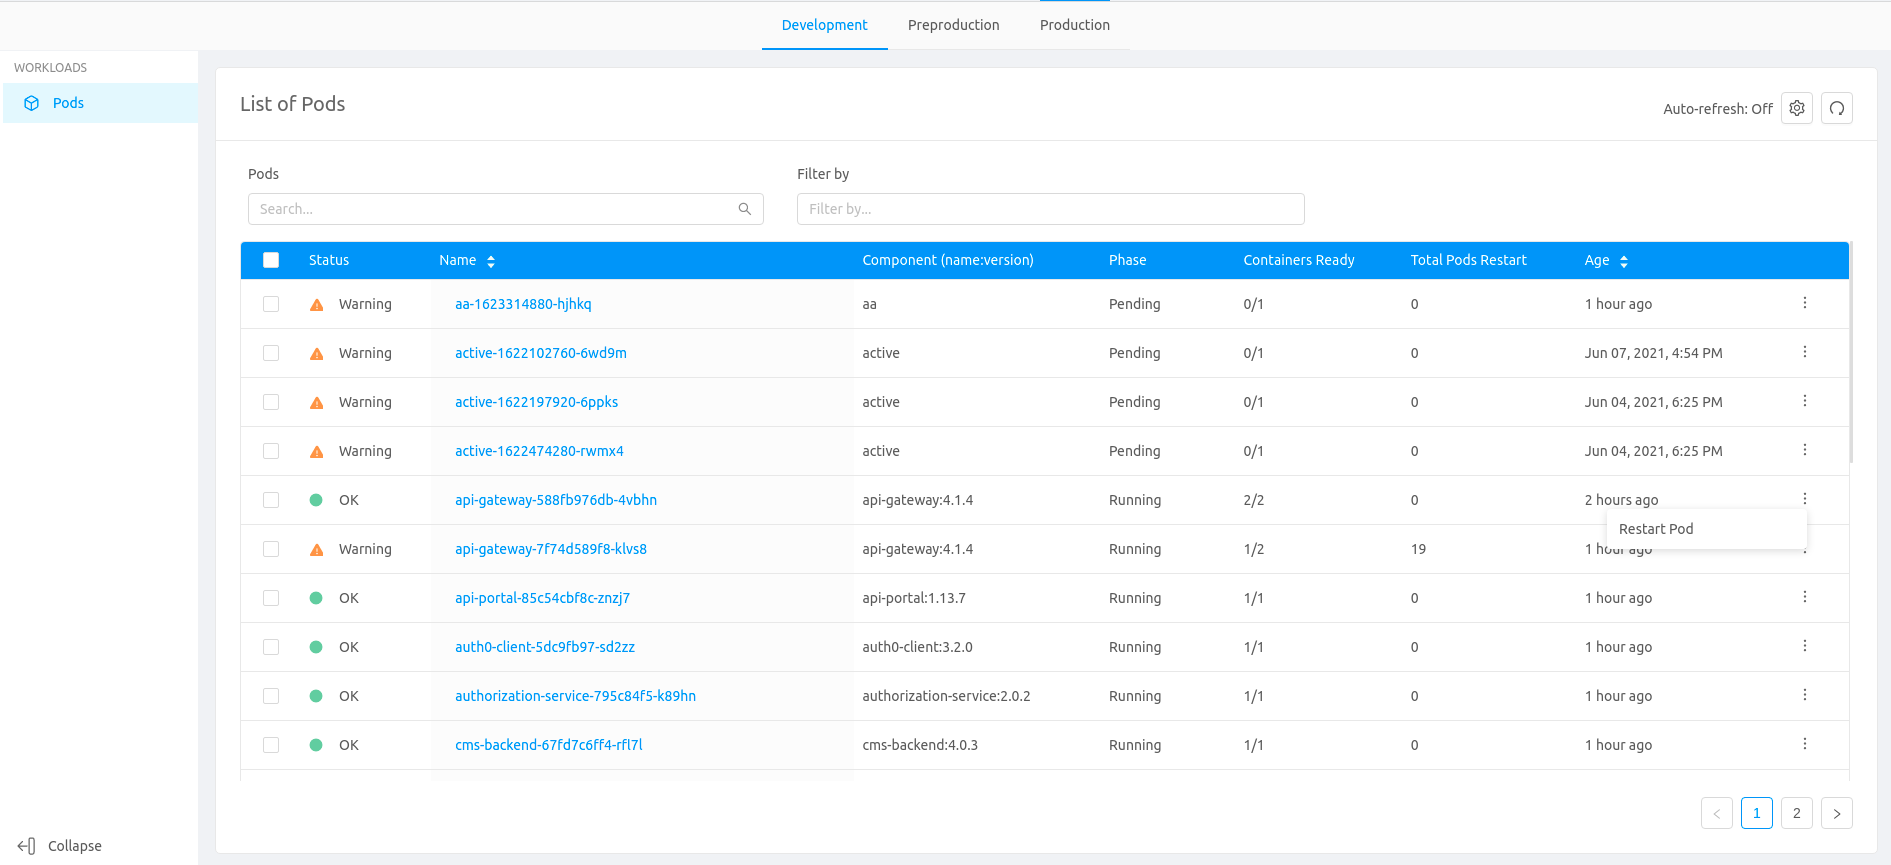 Development Preproduction Production
WORKLOADS
Pods
List of Pods
Auto-refresh: Off
Pods Filter by
Search... Filter by...
Status Name Component (name:version) Phase Containers Ready Total Pods Restart Age
Warning aa-1623314880-hjhkq aa Pending 0/1 0 1 hour ago
Warning active-1622102760-6wd9m active Pending 0/1 0 Jun 07, 2021, 4:54 PM
Warning active-1622197920-6ppks active Pending 0/1 0 Jun 04, 2021, 6:25 PM
Warning active-1622474280-rwmx4 active Pending 0/1 0 Jun 04, 2021, 6:25 PM
OK api-gateway-588fb976db-4vbhn api-gateway:4.1.4 Running 2/2 0 2 hours ago
Restart Pod
Warning api-gateway-7f74d589f8-klvs8 api-gateway:4.1.4 Running 1/2 19 1 hour ago
OK api-portal-85c54cbf8c-znzj7 api-portal:1.13.7 Running 1/1 0 1 hour ago
OK auth0-client-5dc9fb97-sd2zz auth0-client:3.2.0 Running 1/1 0 1 hour ago
OK authorization-service-795c84f5-k89hn authorization-service:2.0.2 Running 1/1 0 1 hour ago
OK cms-backend-67fd7c6ff4-rfl7l cms-backend:4.0.3 Running 1/1 0 1 hour ago
< 1 2 >
Collapse